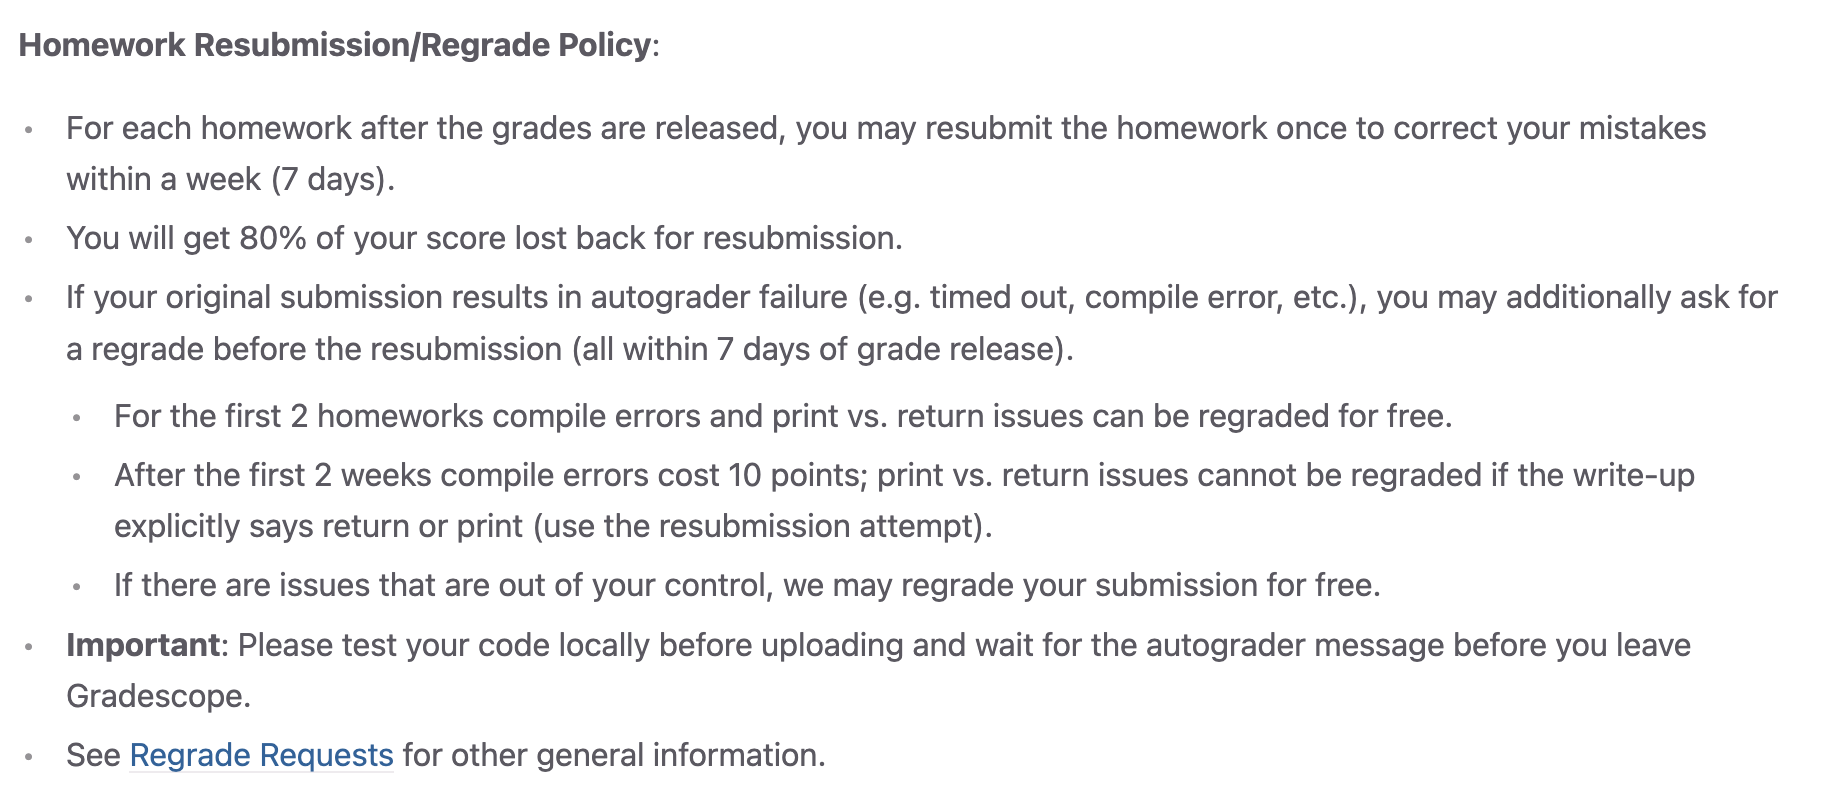 Homework Resubmission/Regrade Policy:
• For each homework after the grades are released, you may resubmit the homework once to correct your mistakes
within a week (7 days).
• You will get 80% of your score lost back for resubmission.
• If your original submission results in autograder failure (e.g. timed out, compile error, etc.), you may additionally ask for
a regrade before the resubmission (all within 7 days of grade release).
• For the first 2 homeworks compile errors and print vs. return issues can be regraded for free.
• After the first 2 weeks compile errors cost 10 points; print vs. return issues cannot be regraded if the write-up
explicitly says return or print (use the resubmission attempt).
• If there are issues that are out of your control, we may regrade your submission for free.
• Important: Please test your code locally before uploading and wait for the autograder message before you leave
Gradescope.
• See Regrade Requests for other general information.